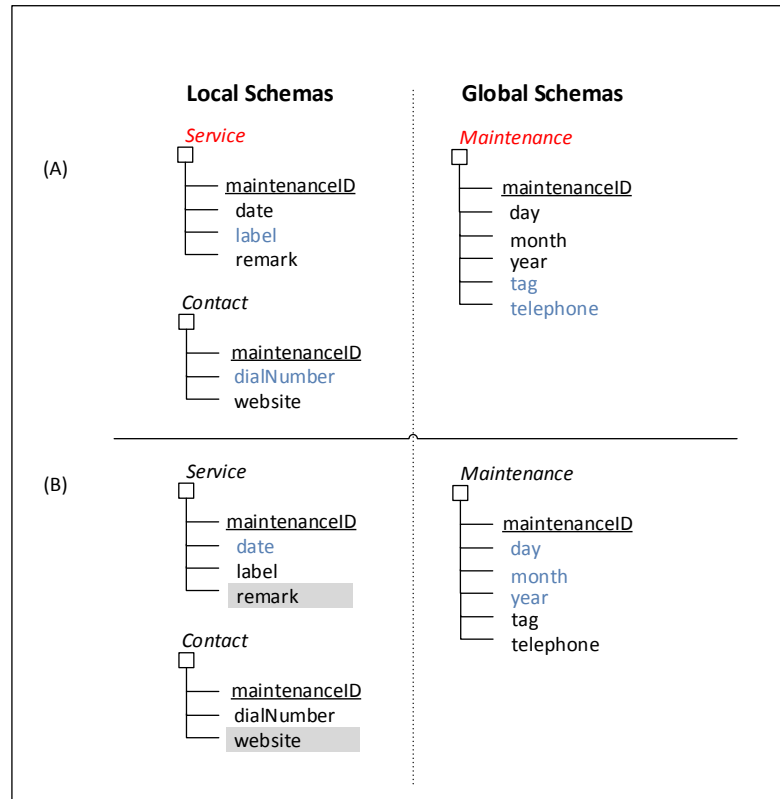 Local Schemas
Global Schemas
(A)
Service
maintenanceID
date
label
remark
Contact
maintenanceID
dialNumber
website
Maintenance
maintenanceID
day
month
year
tag
telephone
(B)
Service
maintenanceID
date
label
remark
Contact
maintenanceID
dialNumber
website
Maintenance
maintenanceID
day
month
year
tag
telephone